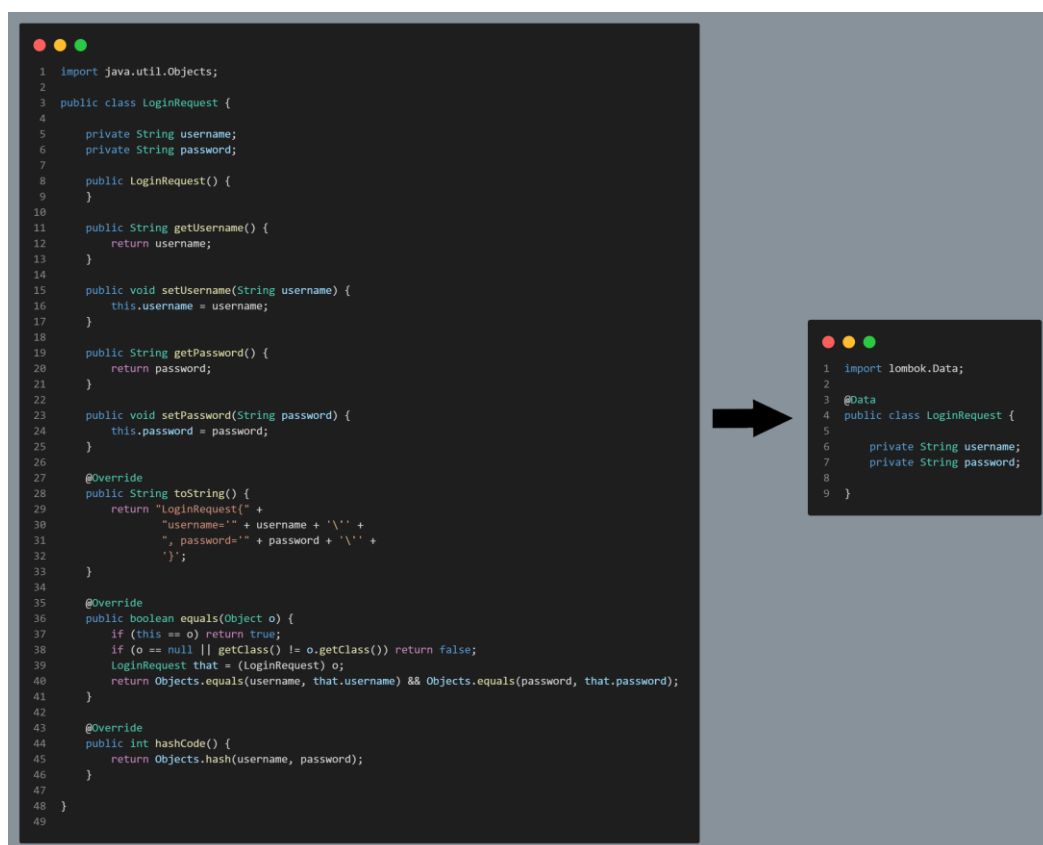 1 import java.util.Objects;
2
3 public class LoginRequest {
4
5     private String username;
6     private String password;
7
8     public LoginRequest() {
9     }
10
11     public String getUsername() {
12         return username;
13     }
14
15     public void setUsername(String username) {
16         this.username = username;
17     }
18
19     public String getPassword() {
20         return password;
21     }
22
23     public void setPassword(String password) {
24         this.password = password;
25     }
26
27     @Override
28     public String toString() {
29         return "LoginRequest{" +
30                 "username='" + username + '\'' +
31                 ", password='" + password + '\'' +
32                 '}';
33     }
34
35     @Override
36     public boolean equals(Object o) {
37         if (this == o) return true;
38         if (o == null || getClass() != o.getClass()) return false;
39         LoginRequest that = (LoginRequest) o;
40         return Objects.equals(username, that.username) && Objects.equals(password, that.password);
41     }
42
43     @Override
44     public int hashCode() {
45         return Objects.hash(username, password);
46     }
47
48 }
49
1 import lombok.Data;
2
3 @Data
4 public class LoginRequest {
5
6     private String username;
7     private String password;
8
9 }